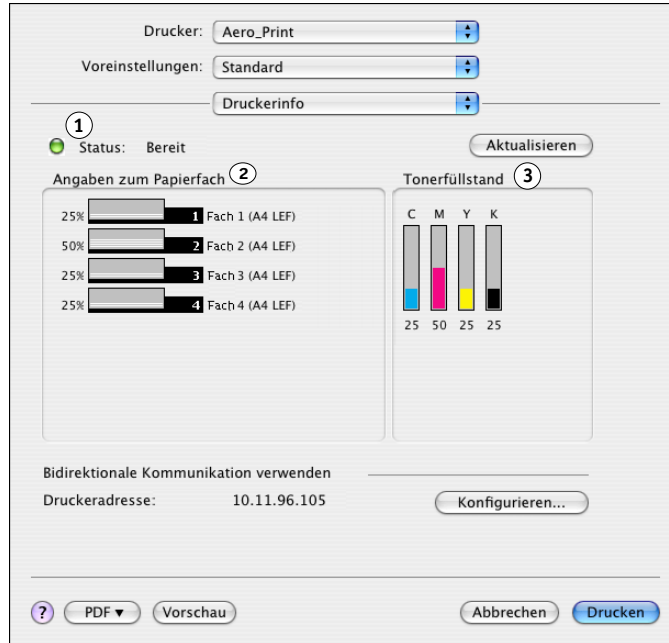 Drucker: Aero_Print
Voreinstellungen: Standard
Druckerinfo
1
Status: Bereit
Aktualisieren
Angaben zum Papierfach 2
Tonerfüllstand 3
25% 1 Fach 1 (A4 LEF)
50% 2 Fach 2 (A4 LEF)
25% 3 Fach 3 (A4 LEF)
25% 4 Fach 4 (A4 LEF)
C M Y K
25 50 25 25
Bidirektionale Kommunikation verwenden
Druckeradresse: 10.11.96.105
Konfigurieren...
? PDF ▼ Vorschau Abbrechen Drucken